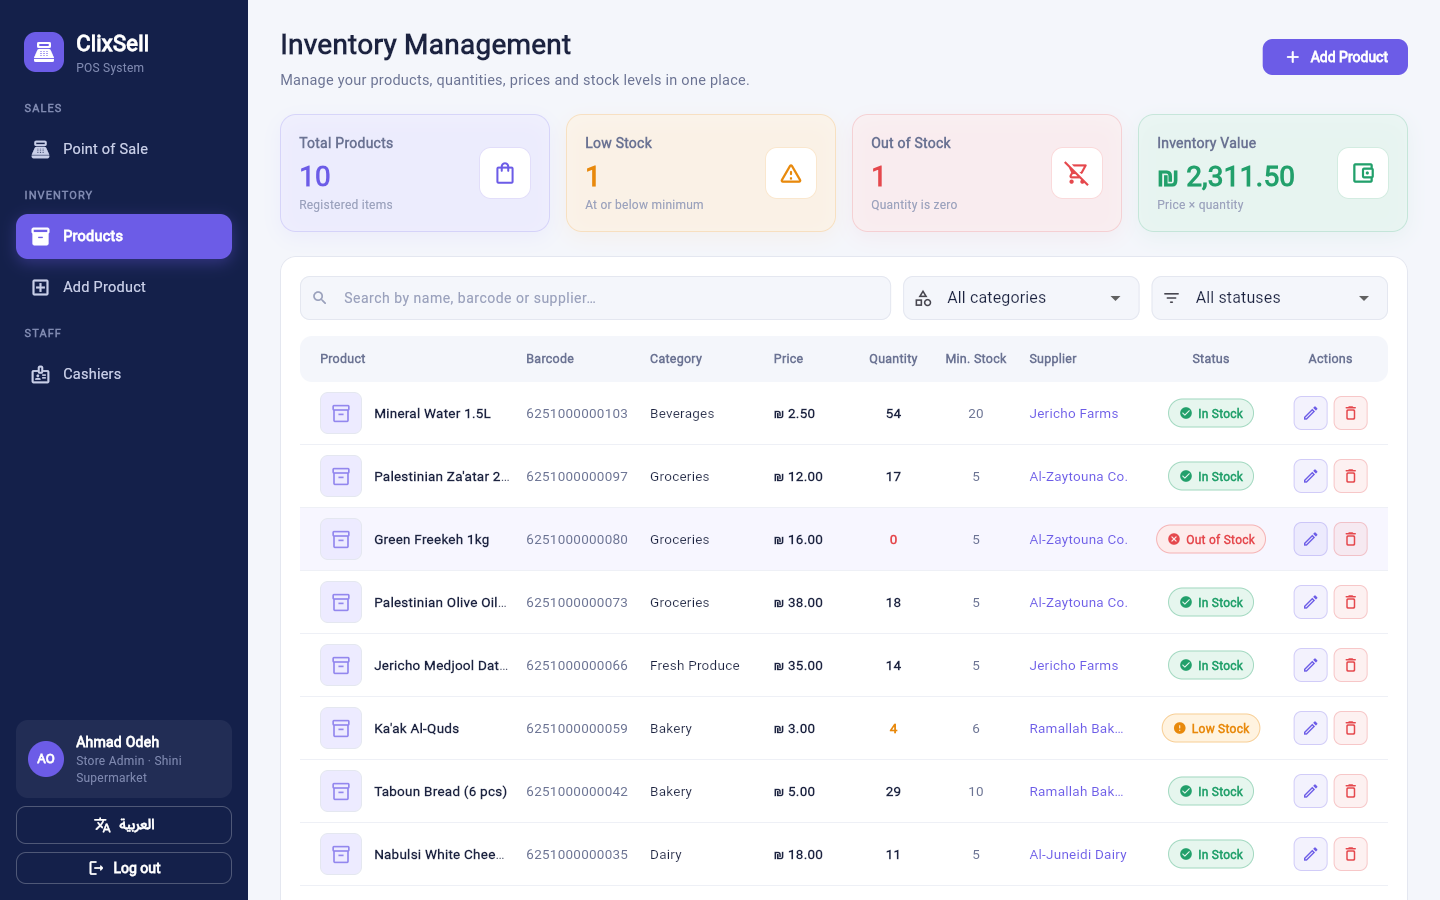 ClixSell
POS System
SALES
Point of Sale
INVENTORY
Products
Add Product
STAFF
Cashiers
AO
Ahmad Odeh
Store Admin · Shini
Supermarket
العربية
Log out
Inventory Management
Manage your products, quantities, prices and stock levels in one place.
Add Product
Total Products
10
Registered items
Low Stock
1
At or below minimum
Out of Stock
1
Quantity is zero
Inventory Value
₪ 2,311.50
Price × quantity
Search by name, barcode or supplier...
All categories
All statuses
Product Barcode Category Price Quantity Min. Stock Supplier Status Actions
Mineral Water 1.5L 6251000000103 Beverages ₪ 2.50 54 20 Jericho Farms In Stock
Palestinian Za'atar 2... 6251000000097 Groceries ₪ 12.00 17 5 Al-Zaytouna Co. In Stock
Green Freekeh 1kg 6251000000080 Groceries ₪ 16.00 0 5 Al-Zaytouna Co. Out of Stock
Palestinian Olive Oil... 6251000000073 Groceries ₪ 38.00 18 5 Al-Zaytouna Co. In Stock
Jericho Medjool Dat... 6251000000066 Fresh Produce ₪ 35.00 14 5 Jericho Farms In Stock
Ka'ak Al-Quds 6251000000059 Bakery ₪ 3.00 4 6 Ramallah Bak... Low Stock
Taboun Bread (6 pcs) 6251000000042 Bakery ₪ 5.00 29 10 Ramallah Bak... In Stock
Nabulsi White Chee... 6251000000035 Dairy ₪ 18.00 11 5 Al-Juneidi Dairy In Stock